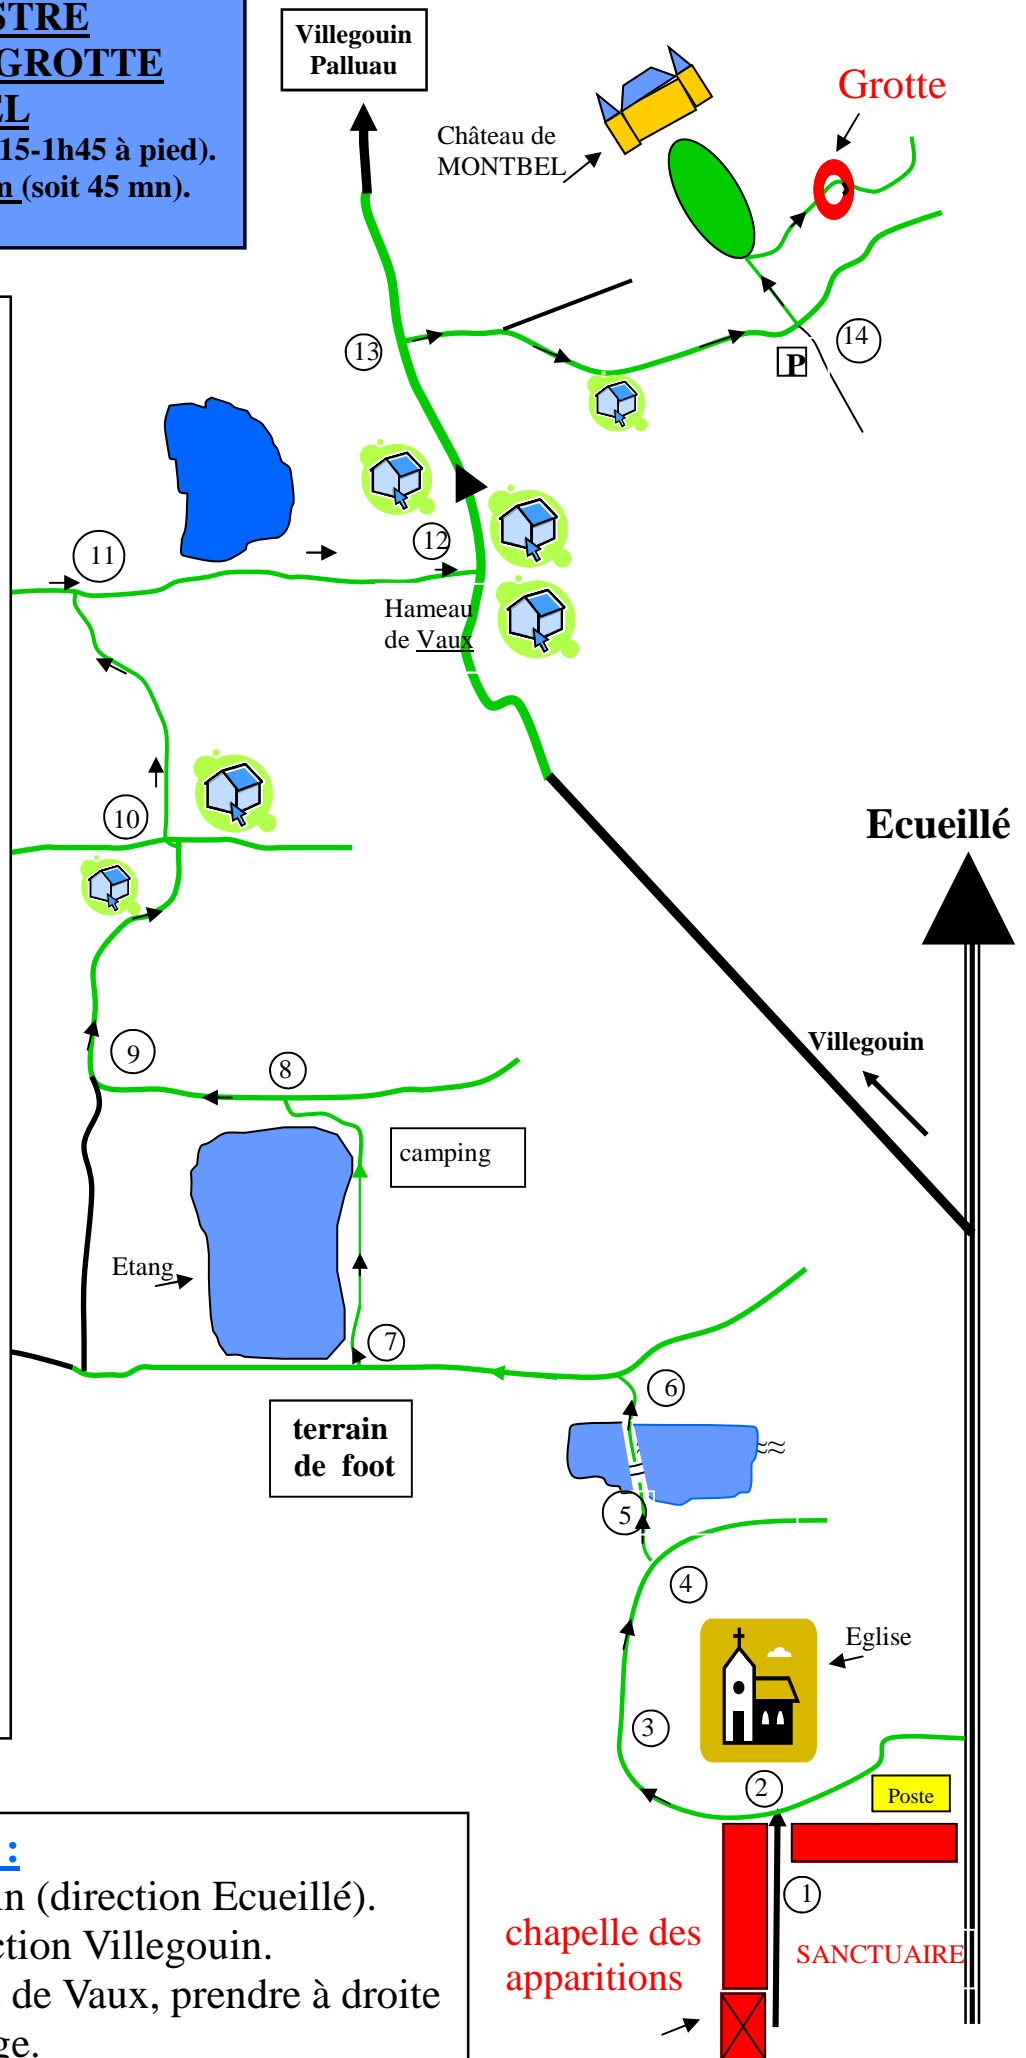 STRE
GROTTE
EL
15-1h45 à pied).
m (soit 45 mn).
Villegouin
Palluau
Château de
MONTBEL
Grotte
13
14
P
11
12
Hameau
de Vaux
10
Ecueillé
Villegouin
9
8
camping
Etang
7
6
terrain
de foot
≈≈
5
4
Eglise
3
2
Poste
1
:
in (direction Ecueillé).
ction Villegouin.
de Vaux, prendre à droite
ge.
chapelle des
apparitions
SANCTUAIRE